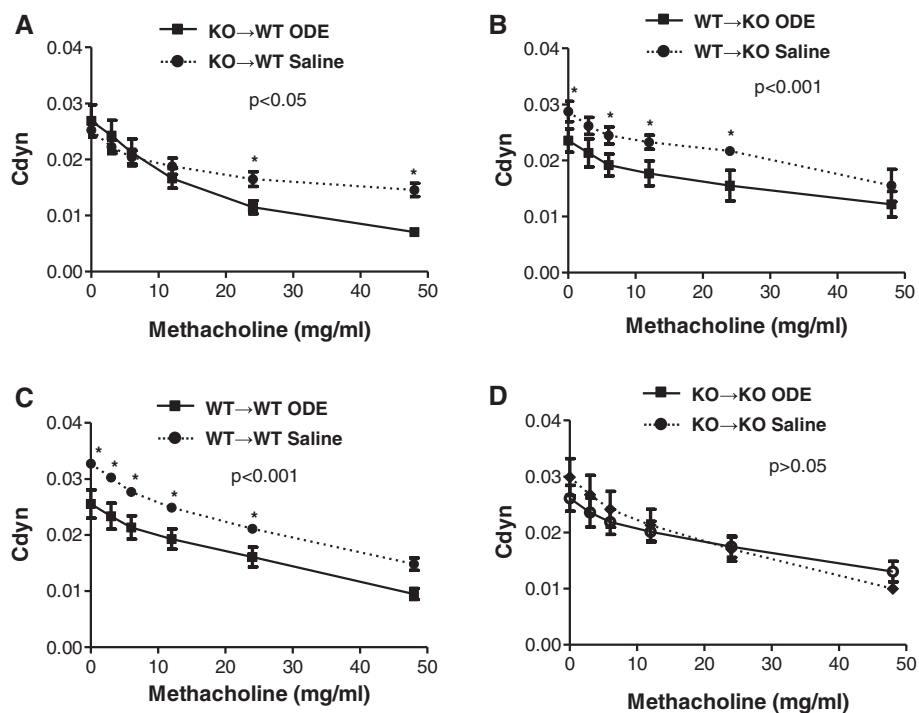 A
KO→WT ODE
KO→WT Saline
p<0.05
Cdyn
0.04
0.03
0.02
0.01
0.00
* *
0 10 20 30 40 50
Methacholine (mg/ml)
B
WT→KO ODE
WT→KO Saline
p<0.001
Cdyn
0.04
0.03
0.02
0.01
0.00
* * * *
0 10 20 30 40 50
Methacholine (mg/ml)
C
WT→WT ODE
WT→WT Saline
p<0.001
Cdyn
0.04
0.03
0.02
0.01
0.00
* * * * *
0 10 20 30 40 50
Methacholine (mg/ml)
D
KO→KO ODE
KO→KO Saline
p>0.05
Cdyn
0.04
0.03
0.02
0.01
0.00
0 10 20 30 40 50
Methacholine (mg/ml)